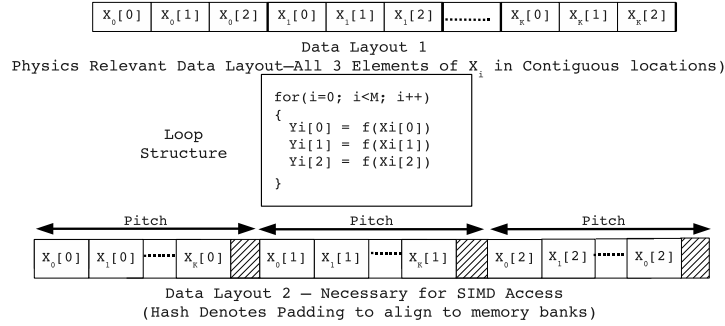 X₀[0] X₀[1] X₀[2] X₁[0] X₁[1] X₁[2] ........ Xₖ[0] Xₖ[1] Xₖ[2]
Data Layout 1
Physics Relevant Data Layout—All 3 Elements of Xᵢ in Contiguous locations)
Loop
Structure
for(i=0; i<M; i++)
{
Yi[0] = f(Xi[0])
Yi[1] = f(Xi[1])
Yi[2] = f(Xi[2])
}
Pitch Pitch Pitch
X₀[0] X₁[0] ...... Xₖ[0] X₀[1] X₁[1] ...... Xₖ[1] X₀[2] X₁[2] ...... X₀[2]
Data Layout 2 — Necessary for SIMD Access
(Hash Denotes Padding to align to memory banks)